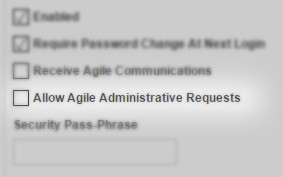 Enabled
Require Password Change At Next Login
Receive Agile Communications
Allow Agile Administrative Requests
Security Pass-Phrase